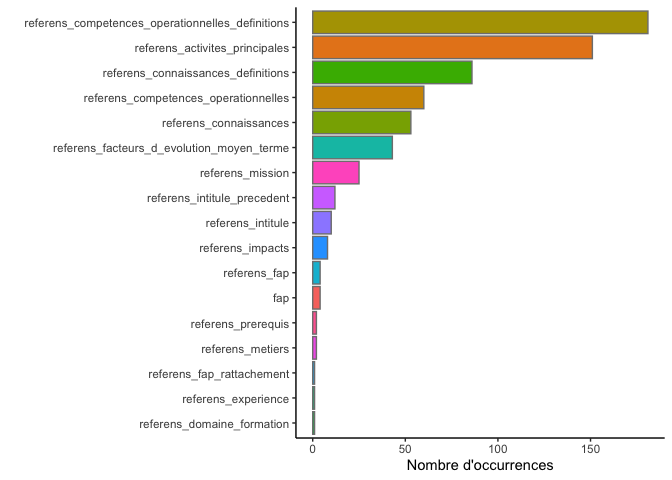 referens_competences_operationnelles_definitions
referens_activites_principales
referens_connaissances_definitions
referens_competences_operationnelles
referens_connaissances
referens_facteurs_d_evolution_moyen_terme
referens_mission
referens_intitule_precedent
referens_intitule
referens_impacts
referens_fap
fap
referens_prerequis
referens_metiers
referens_fap_rattachement
referens_experience
referens_domaine_formation
0 50 100 150
Nombre d'occurrences